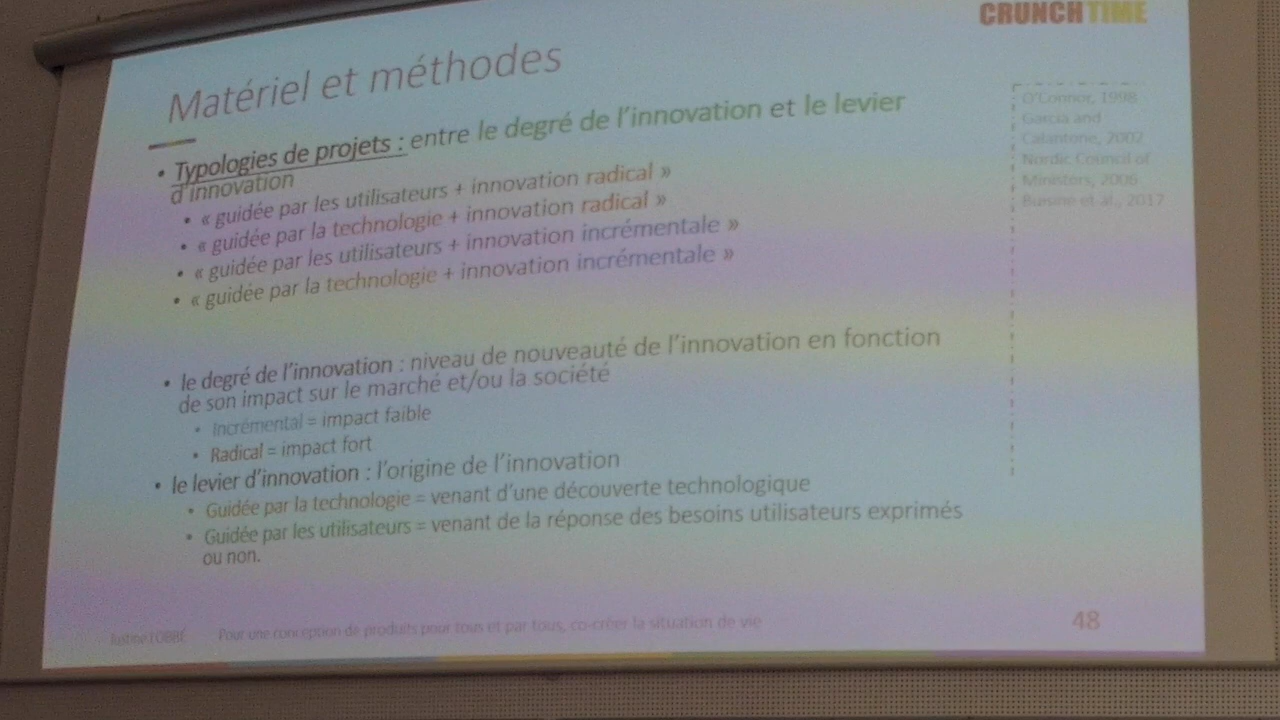 CRUNCH TIME
Matériel et méthodes
• Typologies de projets : entre le degré de l'innovation et le levier
d'innovation
• « guidée par les utilisateurs + innovation radical »
• « guidée par la technologie + innovation radical »
• « guidée par les utilisateurs + innovation incrémentale »
• « guidée par la technologie + innovation incrémentale »
• le degré de l'innovation : niveau de nouveauté de l'innovation en fonction
de son impact sur le marché et/ou la société
• Incrémental = impact faible
• Radical = impact fort
• le levier d'innovation : l'origine de l'innovation
• Guidée par la technologie = venant d'une découverte technologique
• Guidée par les utilisateurs = venant de la réponse des besoins utilisateurs exprimés
ou non.
O'Connor, 1998
Garcia and
Calantone, 2002
Nordic Council of
Ministers, 2006
Buisine et al., 2017
Justine LOBBÉ
Pour une conception de produits pour tous et par tous, co-créer la situation de vie
48